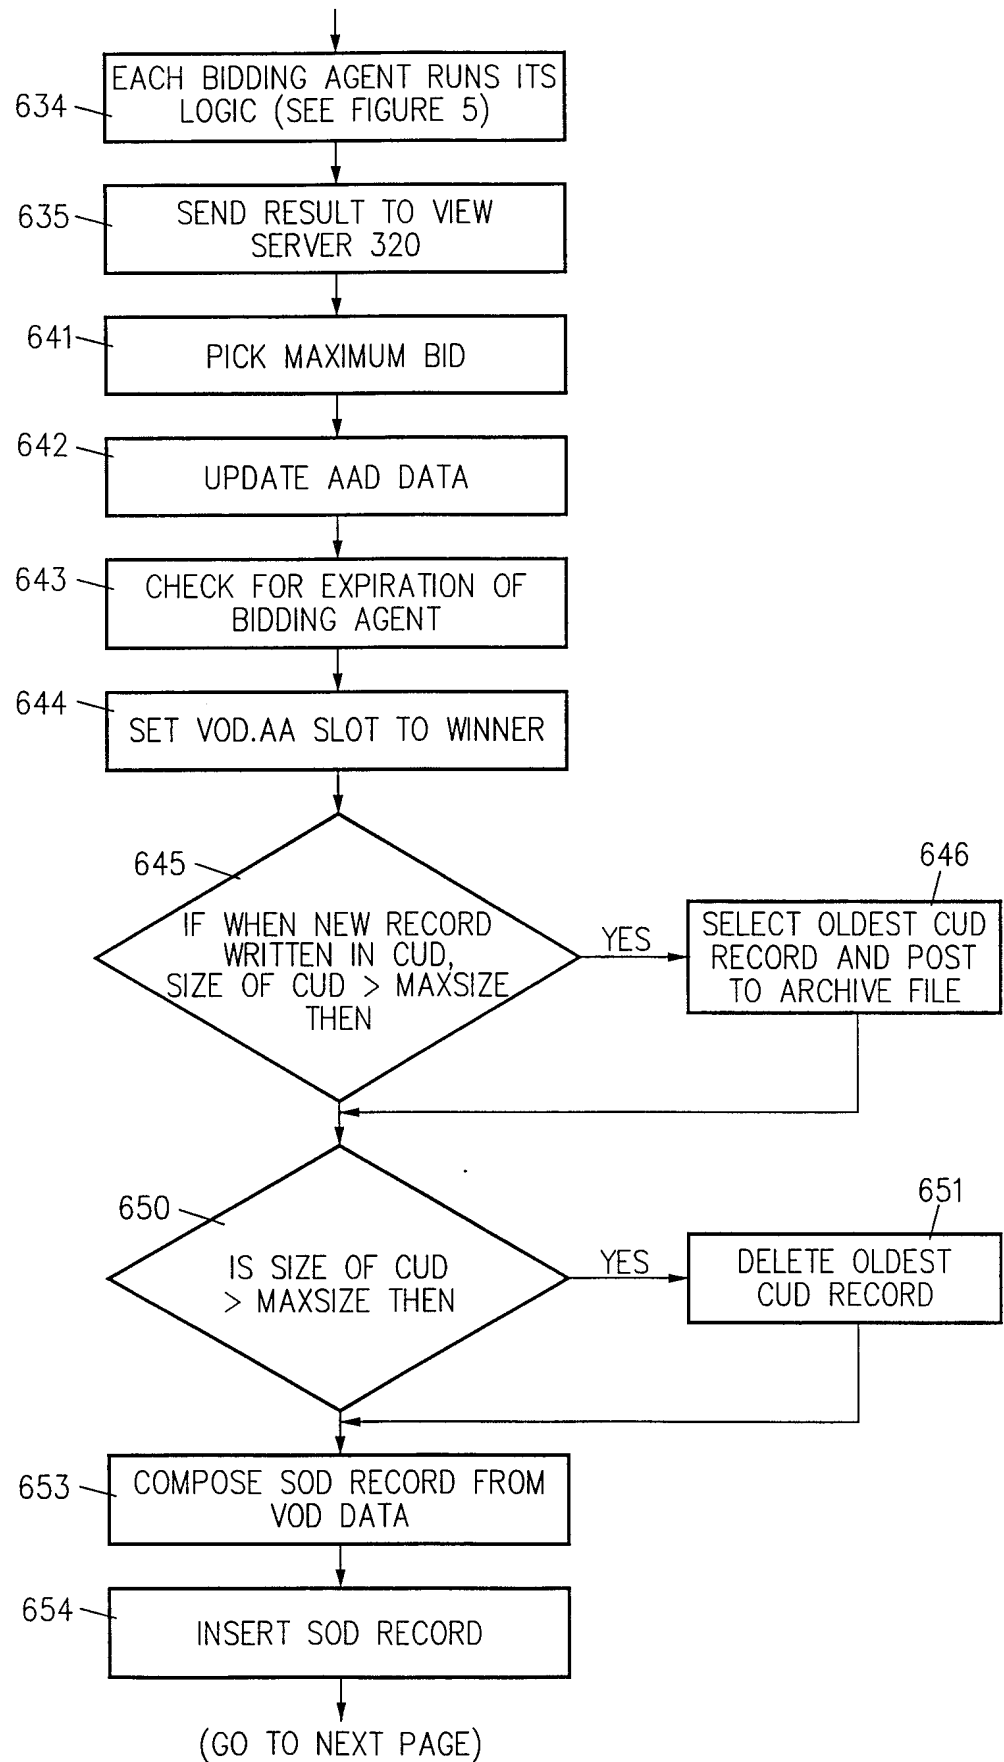 634
EACH BIDDING AGENT RUNS ITS
LOGIC (SEE FIGURE 5)
635
SEND RESULT TO VIEW
SERVER 320
641
PICK MAXIMUM BID
642
UPDATE AAD DATA
643
CHECK FOR EXPIRATION OF
BIDDING AGENT
644
SET VOD.AA SLOT TO WINNER
645
IF WHEN NEW RECORD
WRITTEN IN CUD,
SIZE OF CUD > MAXSIZE
THEN
YES
646
SELECT OLDEST CUD
RECORD AND POST
TO ARCHIVE FILE
650
IS SIZE OF CUD
> MAXSIZE THEN
YES
651
DELETE OLDEST
CUD RECORD
653
COMPOSE SOD RECORD FROM
VOD DATA
654
INSERT SOD RECORD
(GO TO NEXT PAGE)